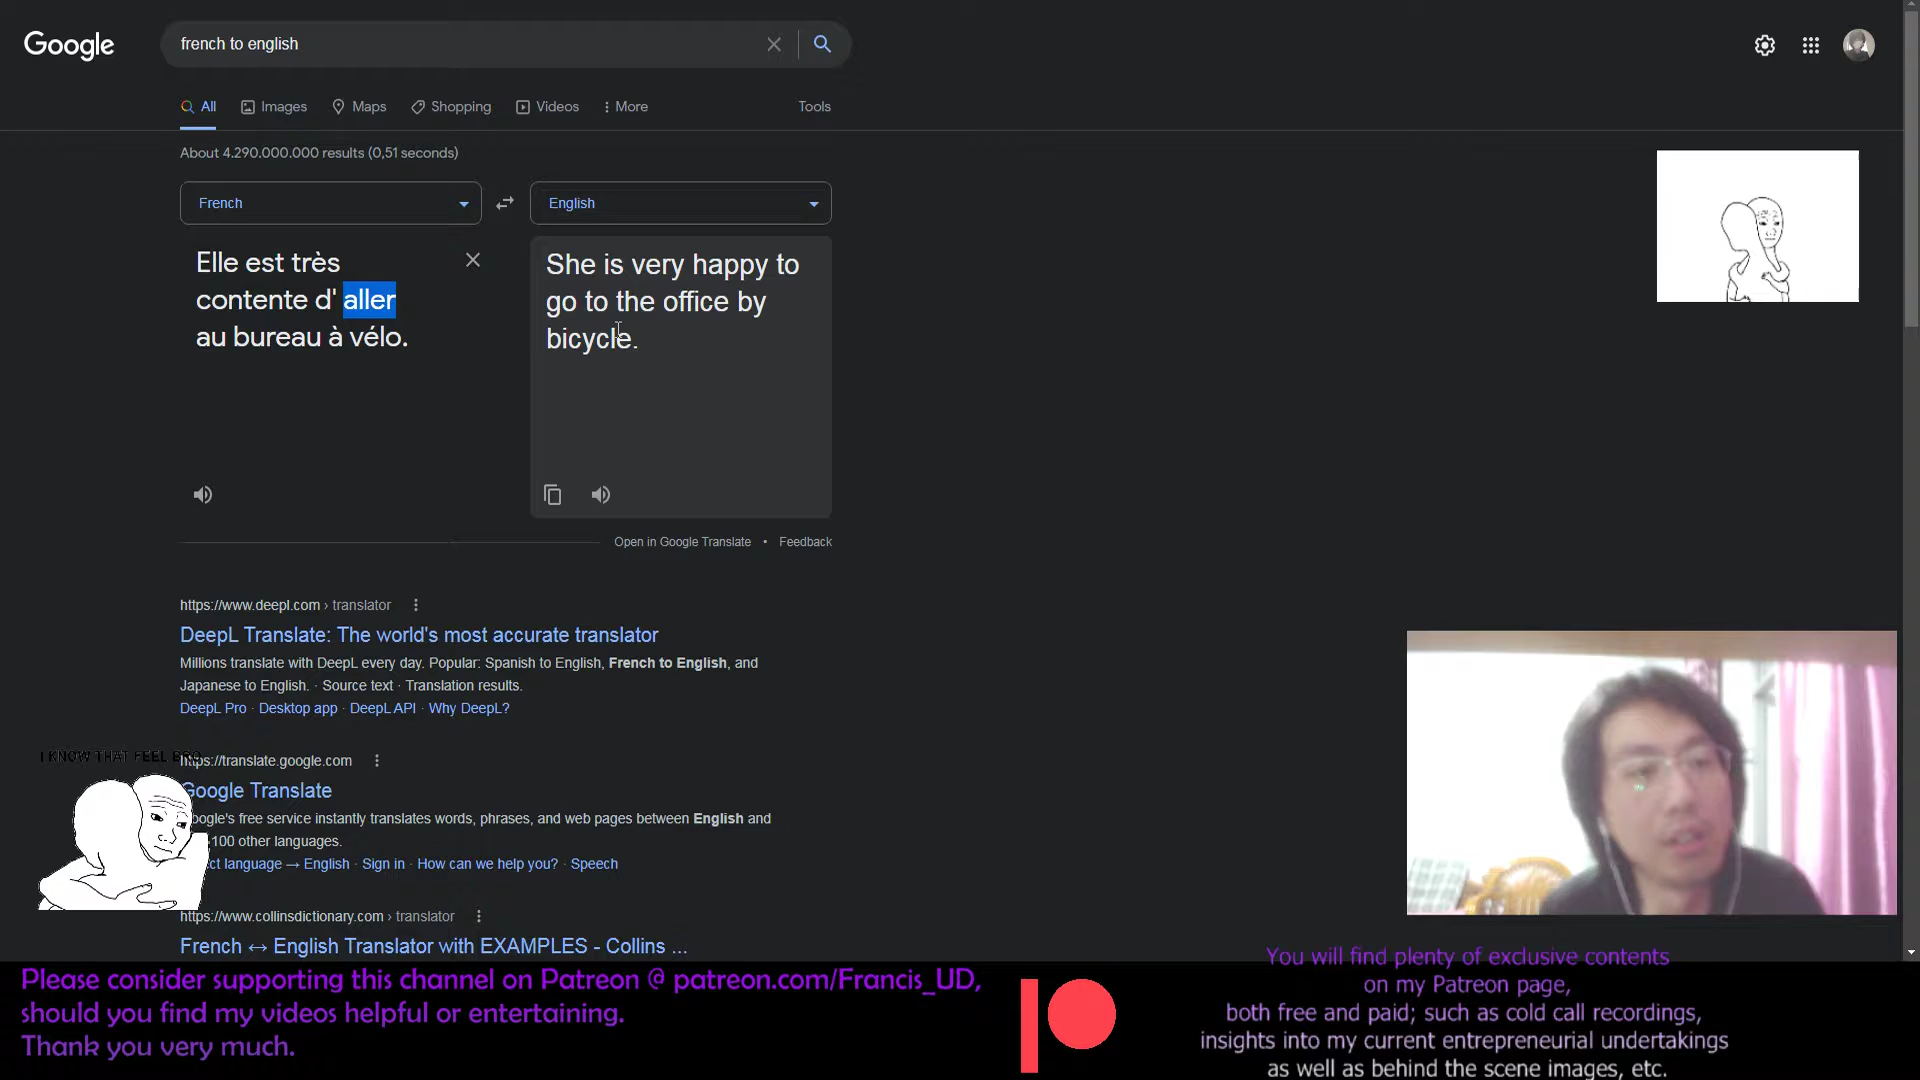 Google
french to english
All
Images
Maps
Shopping
Videos
More
Tools
About 4.290.000.000 results (0,51 seconds)
French
English
Elle est très
contente d' aller
au bureau à vélo.
She is very happy to
go to the office by
bicycle.
Open in Google Translate • Feedback
https://www.deepl.com › translator
DeepL Translate: The world's most accurate translator
Millions translate with DeepL every day. Popular: Spanish to English, French to English, and
Japanese to English. · Source text · Translation results.
DeepL Pro · Desktop app · DeepL API · Why DeepL?
I KNOW THAT FEEL BRO
https://translate.google.com
Google Translate
oogle's free service instantly translates words, phrases, and web pages between English and
100 other languages.
ct language → English · Sign in · How can we help you? · Speech
https://www.collinsdictionary.com › translator
French ↔ English Translator with EXAMPLES - Collins ...
Please consider supporting this channel on Patreon @ patreon.com/Francis_UD,
should you find my videos helpful or entertaining.
Thank you very much.
You will find plenty of exclusive contents
on my Patreon page,
both free and paid; such as cold call recordings,
insights into my current entrepreneurial undertakings
as well as behind the scene images, etc.